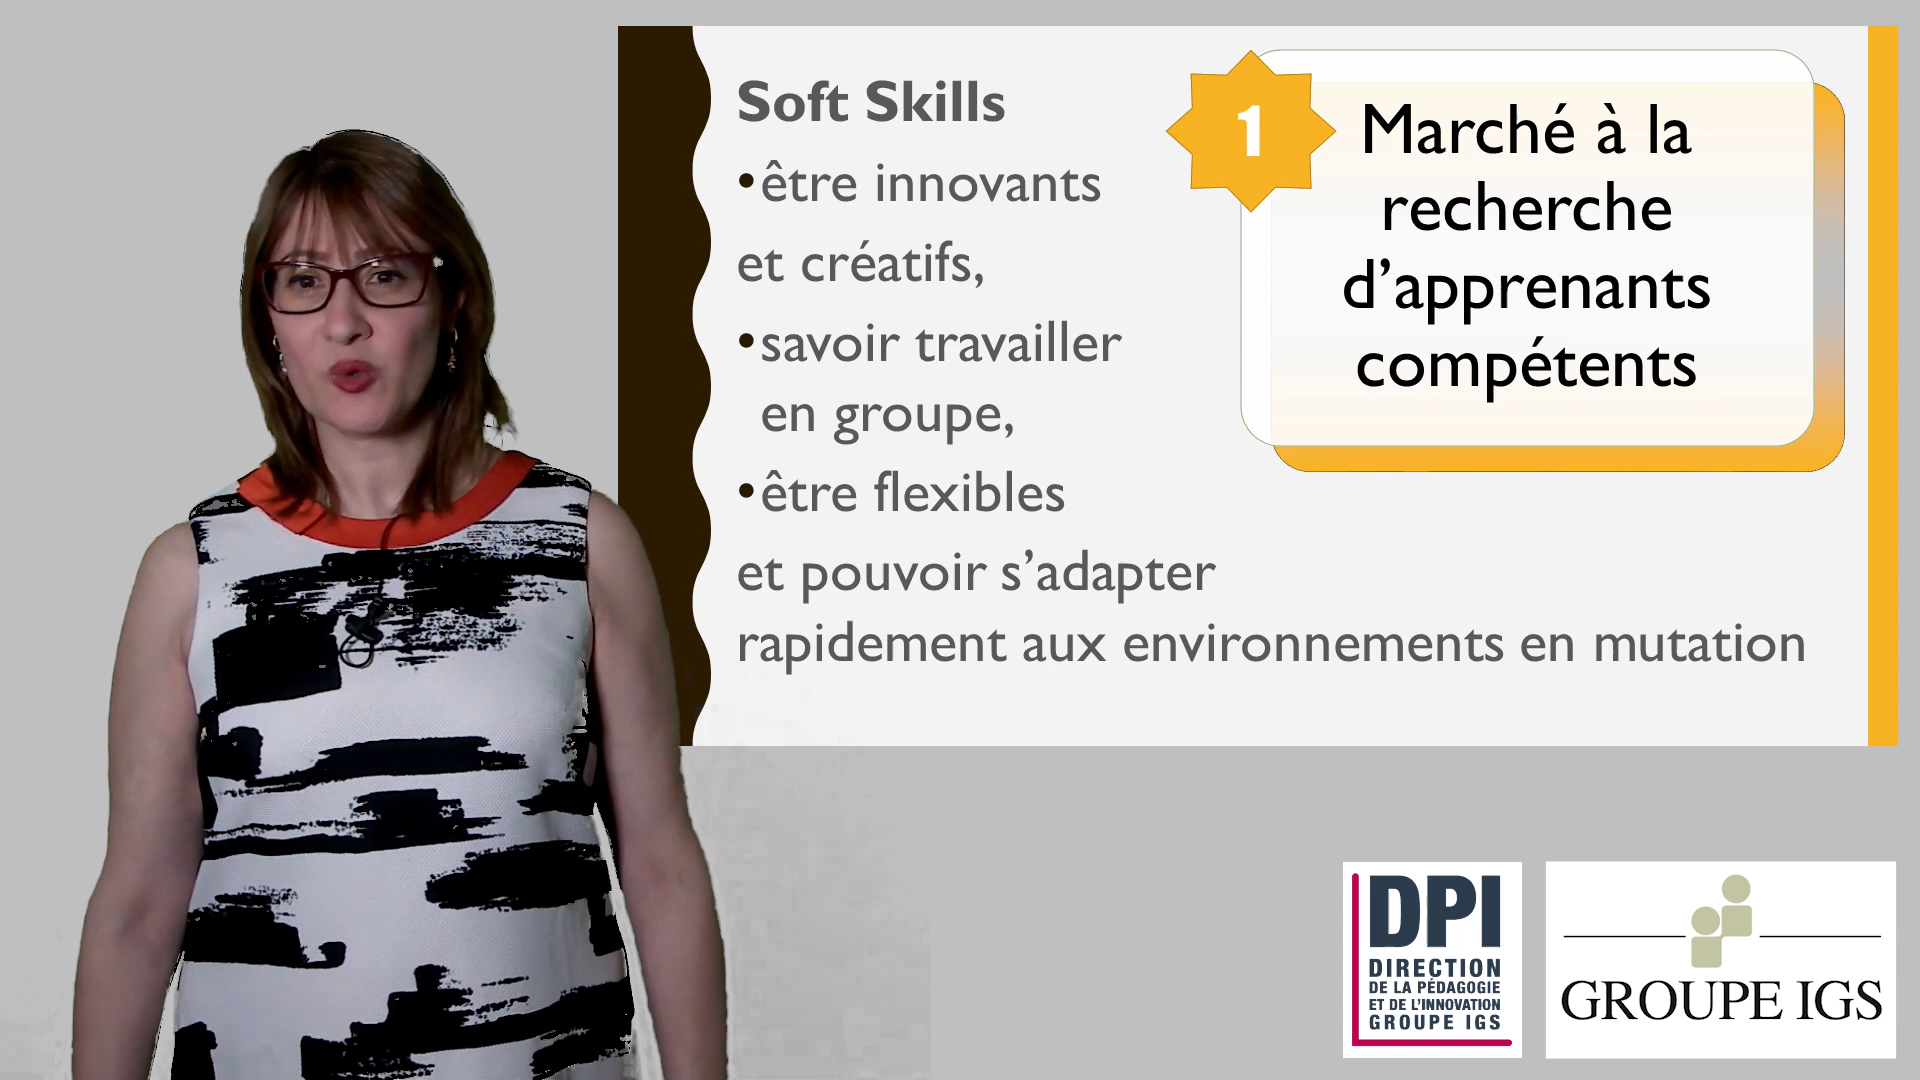 Soft Skills
•être innovants
et créatifs,
•savoir travailler
en groupe,
•être flexibles
et pouvoir s’adapter
rapidement aux environnements en mutation
1
Marché à la
recherche
d’apprenants
compétents
DPI
DIRECTION
DE LA PÉDAGOGIE
ET DE L’INNOVATION
GROUPE IGS
GROUPE IGS